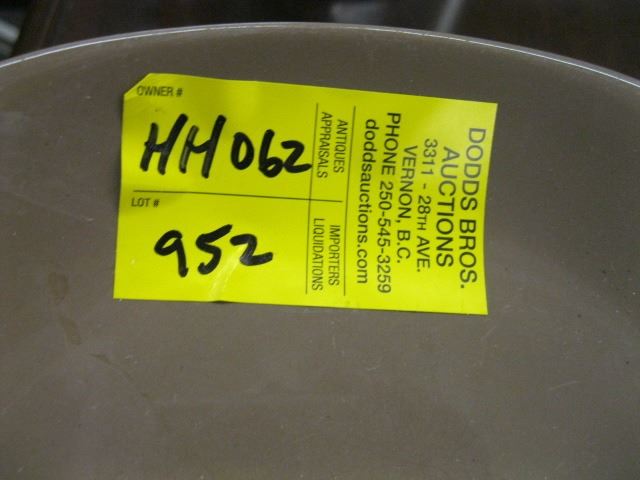 OWNER #
HH062
LOT #
952
ANTIQUES
APPRAISALS
IMPORTERS
LIQUIDATIONS
DODDS BROS.
AUCTIONS
3311 - 28TH AVE.
VERNON, B.C.
PHONE 250-545-3259
doddsauctions.com